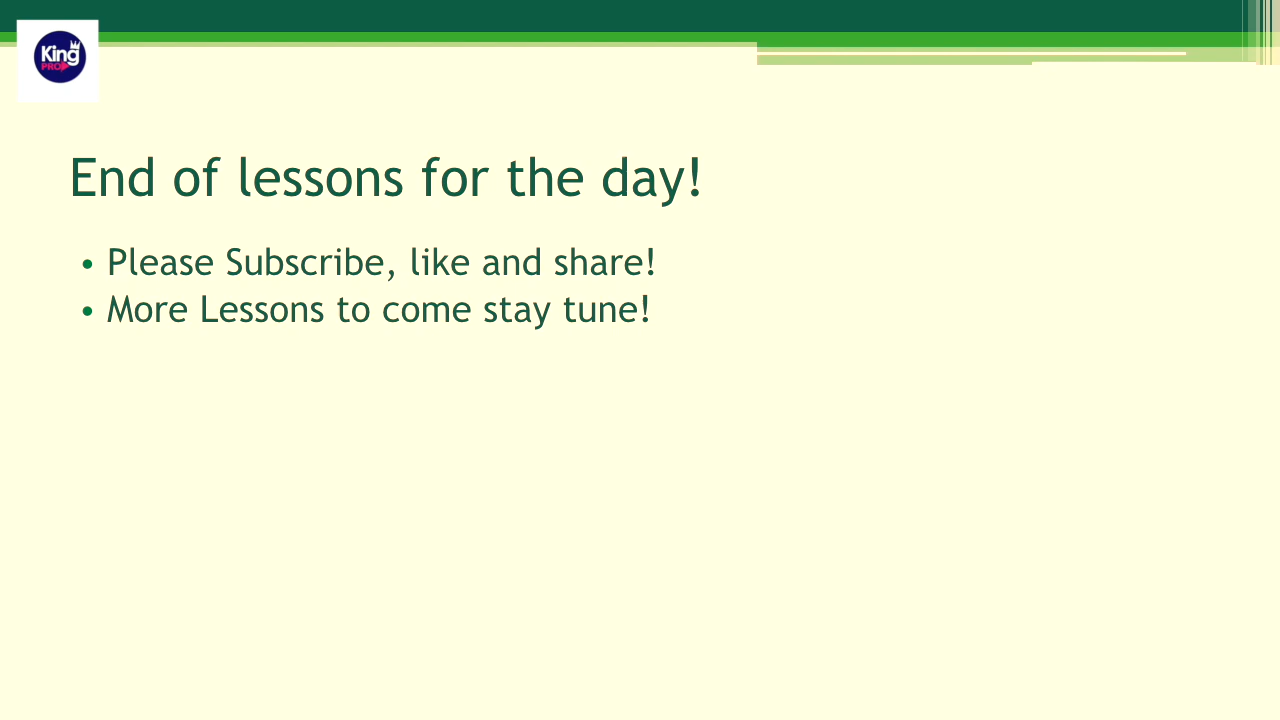 King
PRO
End of lessons for the day!
• Please Subscribe, like and share!
• More Lessons to come stay tune!